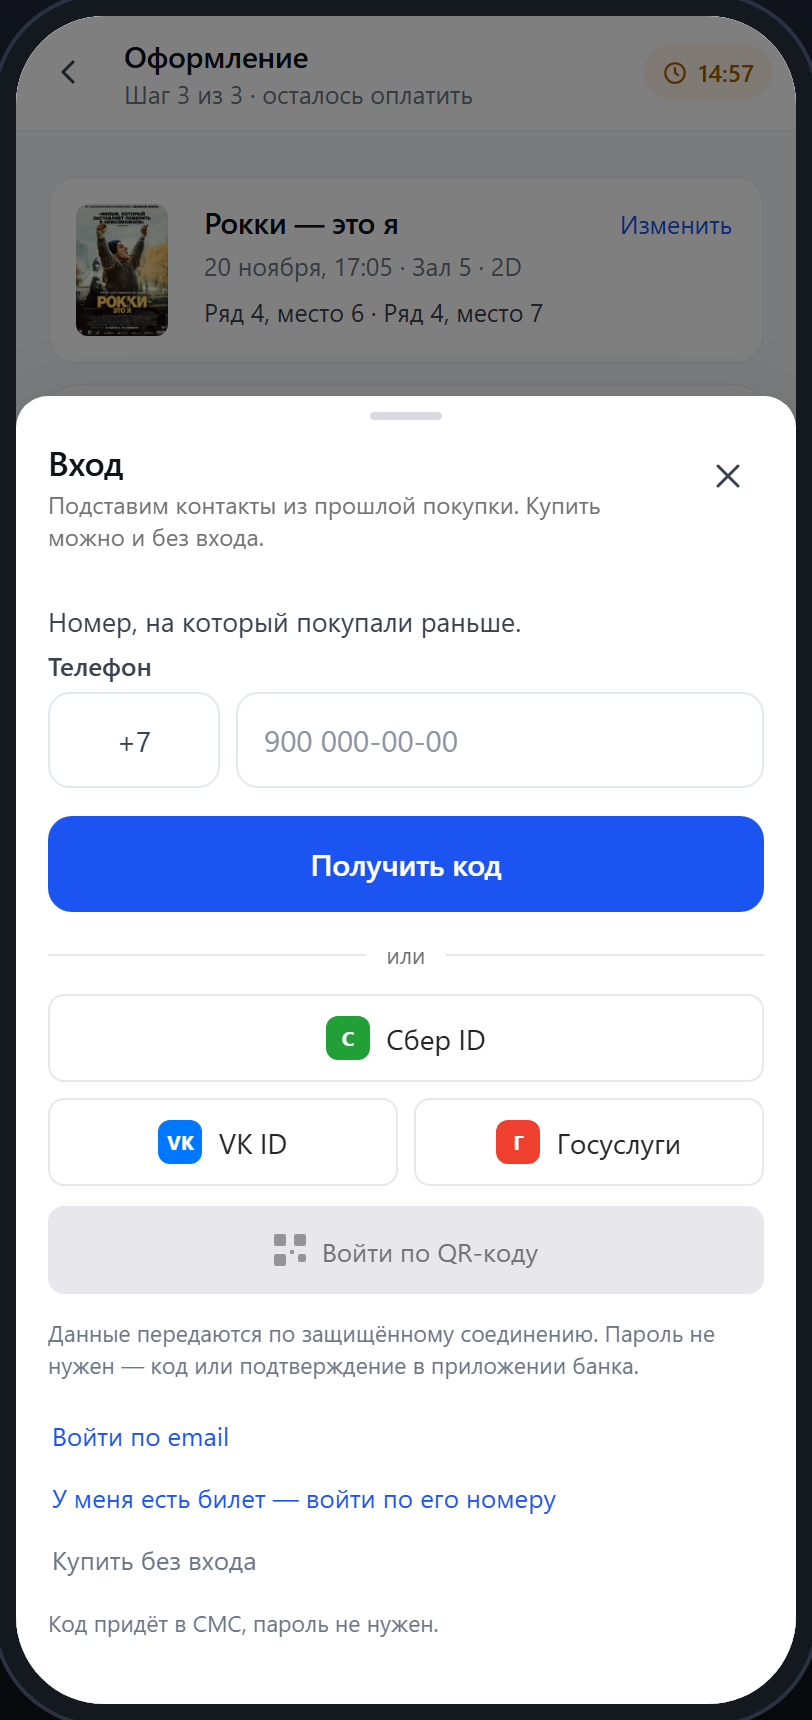 Оформление
Шаг 3 из 3 · осталось оплатить
14:57
Рокки — это я
Изменить
20 ноября, 17:05 · Зал 5 · 2D
Ряд 4, место 6 · Ряд 4, место 7
РОККИ
ЭТО Я
Вход
Подставим контакты из прошлой покупки. Купить
можно и без входа.
Номер, на который покупали раньше.
Телефон
+7
900 000-00-00
Получить код
или
С Сбер ID
VK VK ID
Г Госуслуги
Войти по QR-коду
Данные передаются по защищённому соединению. Пароль не
нужен — код или подтверждение в приложении банка.
Войти по email
У меня есть билет — войти по его номеру
Купить без входа
Код придёт в СМС, пароль не нужен.